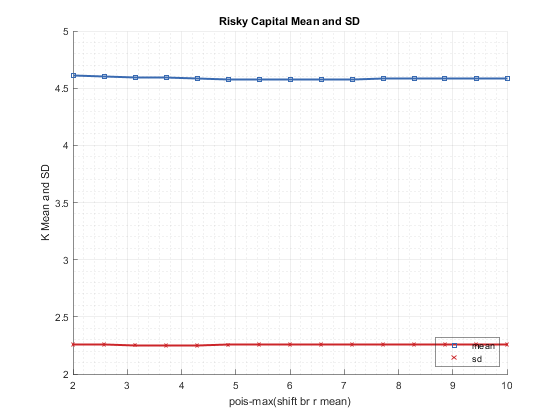 Risky Capital Mean and SD
5
4.5
4
3.5
3
2.5
2
K Mean and SD
mean
sd
2 3 4 5 6 7 8 9 10
pois-max(shift br r mean)